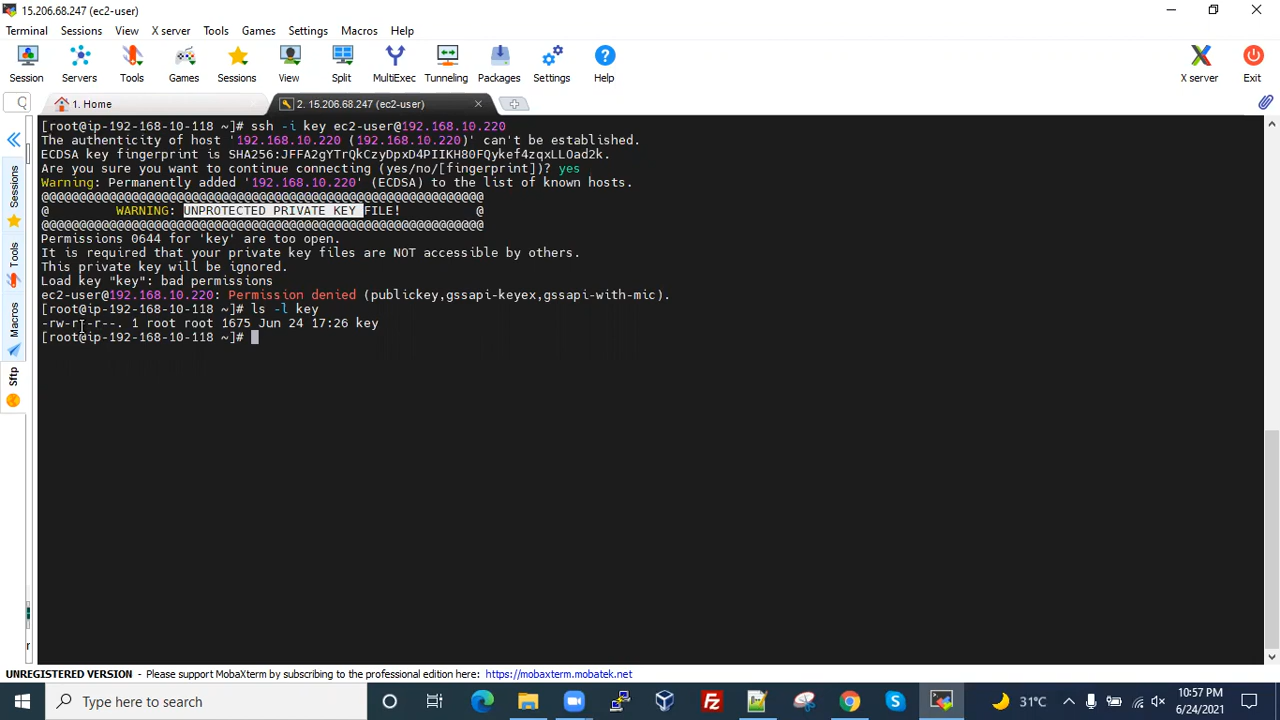 15.206.68.247 (ec2-user)
Terminal Sessions View X server Tools Games Settings Macros Help
Session Servers Tools Games Sessions View Split MultiExec Tunneling Packages Settings Help X server Exit
1. Home 2. 15.206.68.247 (ec2-user)
[root@ip-192-168-10-118 ~]# ssh -i key ec2-user@192.168.10.220
The authenticity of host '192.168.10.220 (192.168.10.220)' can't be established.
ECDSA key fingerprint is SHA256:JFFA2gYTrQkCzyDpxD4PIIKH80FQykef4zqxLLOad2k.
Are you sure you want to continue connecting (yes/no/[fingerprint])? yes
Warning: Permanently added '192.168.10.220' (ECDSA) to the list of known hosts.
@@@@@@@@@@@@@@@@@@@@@@@@@@@@@@@@@@@@@@@@@@@@@@@@@@@@@@@@@@@
@         WARNING: UNPROTECTED PRIVATE KEY FILE!          @
@@@@@@@@@@@@@@@@@@@@@@@@@@@@@@@@@@@@@@@@@@@@@@@@@@@@@@@@@@@
Permissions 0644 for 'key' are too open.
It is required that your private key files are NOT accessible by others.
This private key will be ignored.
Load key "key": bad permissions
ec2-user@192.168.10.220: Permission denied (publickey,gssapi-keyex,gssapi-with-mic).
[root@ip-192-168-10-118 ~]# ls -l key
-rw-r--r--. 1 root root 1675 Jun 24 17:26 key
[root@ip-192-168-10-118 ~]#
Sessions
Tools
Macros
Sftp
UNREGISTERED VERSION - Please support MobaXterm by subscribing to the professional edition here: https://mobaxterm.mobatek.net
Type here to search
31°C
10:57 PM
6/24/2021